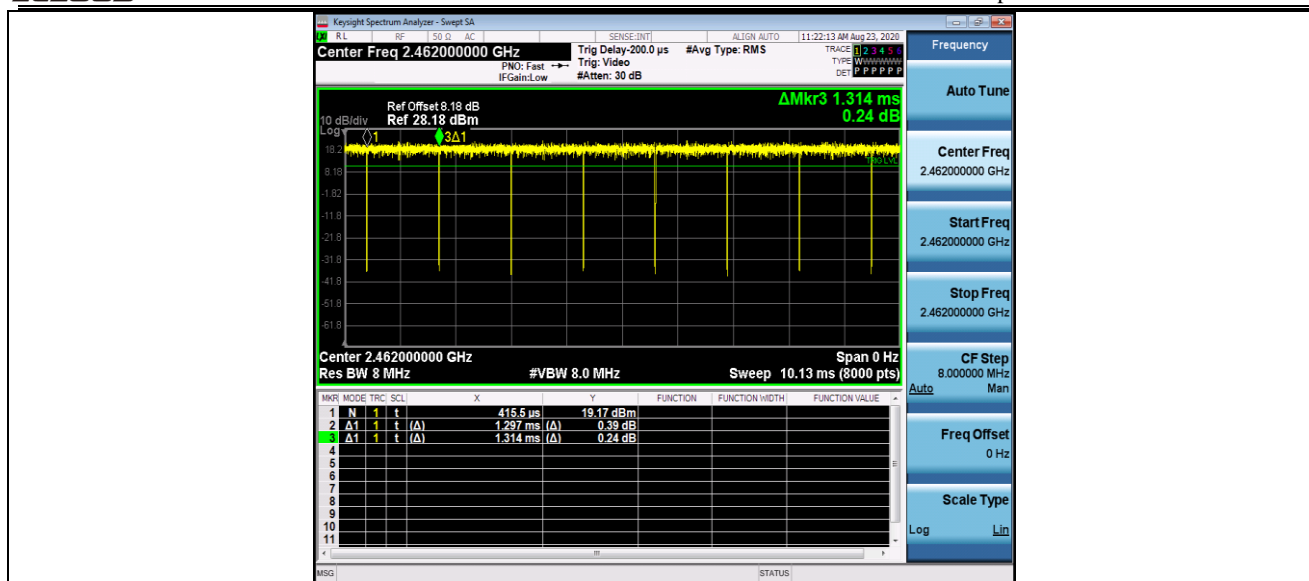 Keysight Spectrum Analyzer - Swept SA
RL RF 50 Ω AC SENSE:INT ALIGN AUTO 11:22:13 AM Aug 23, 2020
Center Freq 2.462000000 GHz
PNO: Fast
IFGain:Low
Trig Delay-200.0 µs
Trig: Video
#Atten: 30 dB
#Avg Type: RMS
TRACE 1 2 3 4 5 6
TYPE WWWWWW
DET P P P P P P
Frequency
Auto Tune
Center Freq
2.462000000 GHz
Start Freq
2.462000000 GHz
Stop Freq
2.462000000 GHz
CF Step
8.000000 MHz
Auto Man
Freq Offset
0 Hz
Scale Type
Log Lin
ΔMkr3 1.314 ms
0.24 dB
Ref Offset 8.18 dB
10 dB/div Ref 28.18 dBm
Log
1 3Δ1
18.2
TRIG LVL
8.18
-1.82
-11.8
-21.8
-31.8
-41.8
-51.8
-61.8
Center 2.462000000 GHz Span 0 Hz
Res BW 8 MHz #VBW 8.0 MHz Sweep 10.13 ms (8000 pts)
MKR MODE TRC SCL X Y FUNCTION FUNCTION WIDTH FUNCTION VALUE
1 N 1 t 415.5 µs 19.17 dBm
2 Δ1 1 t (Δ) 1.297 ms (Δ) 0.39 dB
3 Δ1 1 t (Δ) 1.314 ms (Δ) 0.24 dB
4
5
6
7
8
9
10
11
MSG STATUS